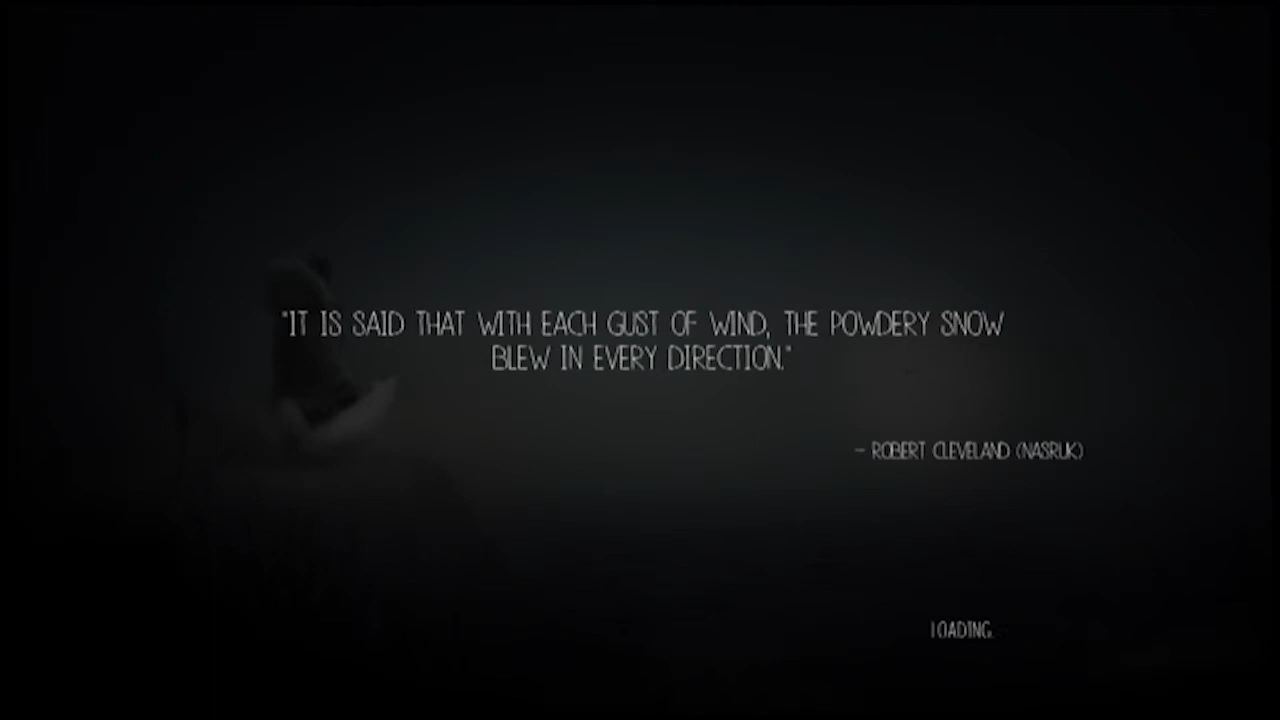 "IT IS SAID THAT WITH EACH GUST OF WIND, THE POWDERY SNOW
BLEW IN EVERY DIRECTION."
- ROBERT CLEVELAND (NASRUK)
LOADING.